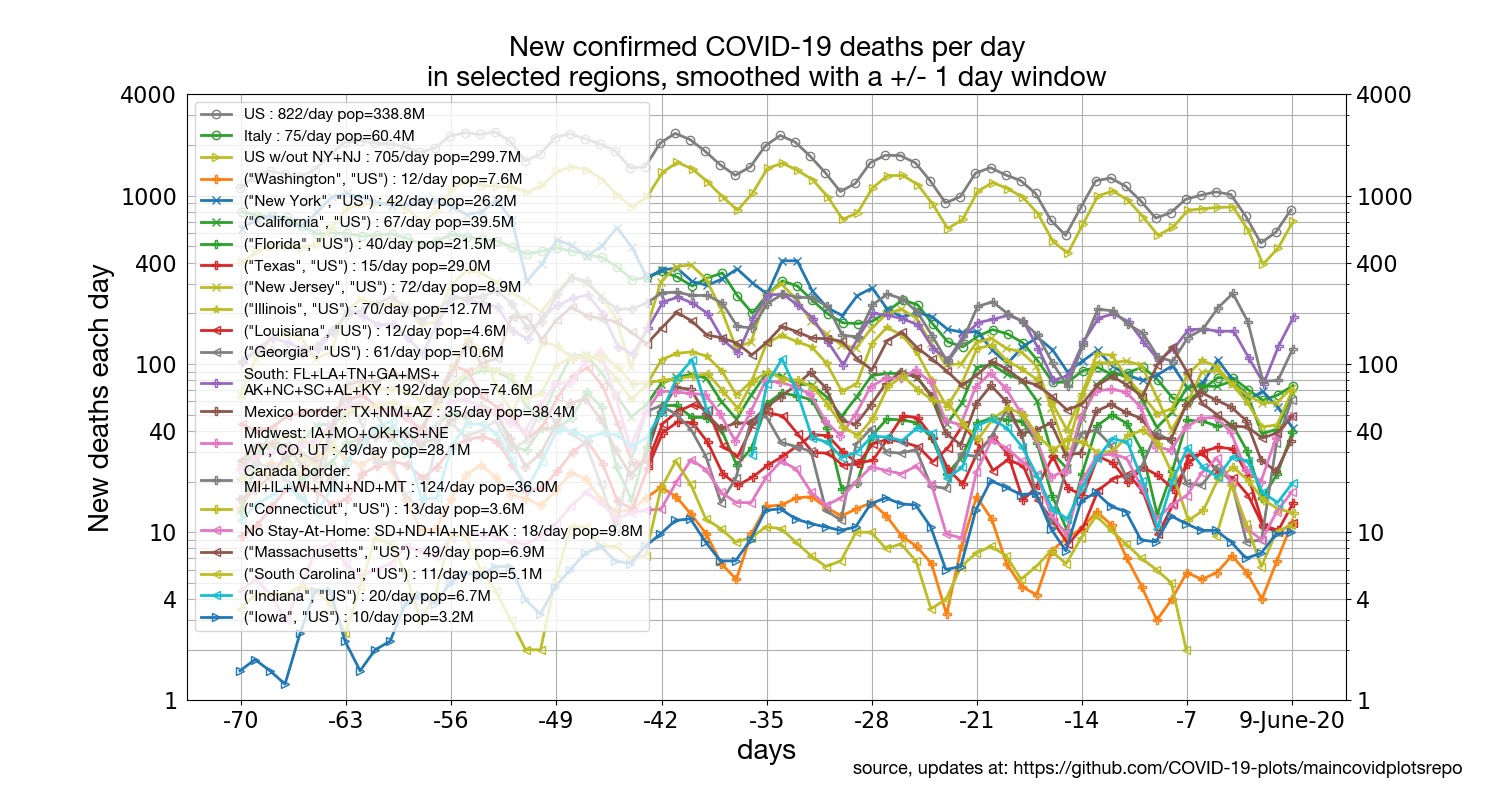 New confirmed COVID-19 deaths per day
in selected regions, smoothed with a +/- 1 day window
4000
1000
400
100
40
10
4
1
New deaths each day
US : 822/day pop=338.8M
Italy : 75/day pop=60.4M
US w/out NY+NJ : 705/day pop=299.7M
("Washington", "US") : 12/day pop=7.6M
("New York", "US") : 42/day pop=26.2M
("California", "US") : 67/day pop=39.5M
("Florida", "US") : 40/day pop=21.5M
("Texas", "US") : 15/day pop=29.0M
("New Jersey", "US") : 72/day pop=8.9M
("Illinois", "US") : 70/day pop=12.7M
("Louisiana", "US") : 12/day pop=4.6M
("Georgia", "US") : 61/day pop=10.6M
South: FL+LA+TN+GA+MS+
AK+NC+SC+AL+KY : 192/day pop=74.6M
Mexico border: TX+NM+AZ : 35/day pop=38.4M
Midwest: IA+MO+OK+KS+NE
WY, CO, UT : 49/day pop=28.1M
Canada border:
MI+IL+WI+MN+ND+MT : 124/day pop=36.0M
("Connecticut", "US") : 13/day pop=3.6M
No Stay-At-Home: SD+ND+IA+NE+AK : 18/day pop=9.8M
("Massachusetts", "US") : 49/day pop=6.9M
("South Carolina", "US") : 11/day pop=5.1M
("Indiana", "US") : 20/day pop=6.7M
("Iowa", "US") : 10/day pop=3.2M
4000
1000
400
100
40
10
4
1
-70 -63 -56 -49 -42 -35 -28 -21 -14 -7 9-June-20
days
source, updates at: https://github.com/COVID-19-plots/maincovidplotsrepo